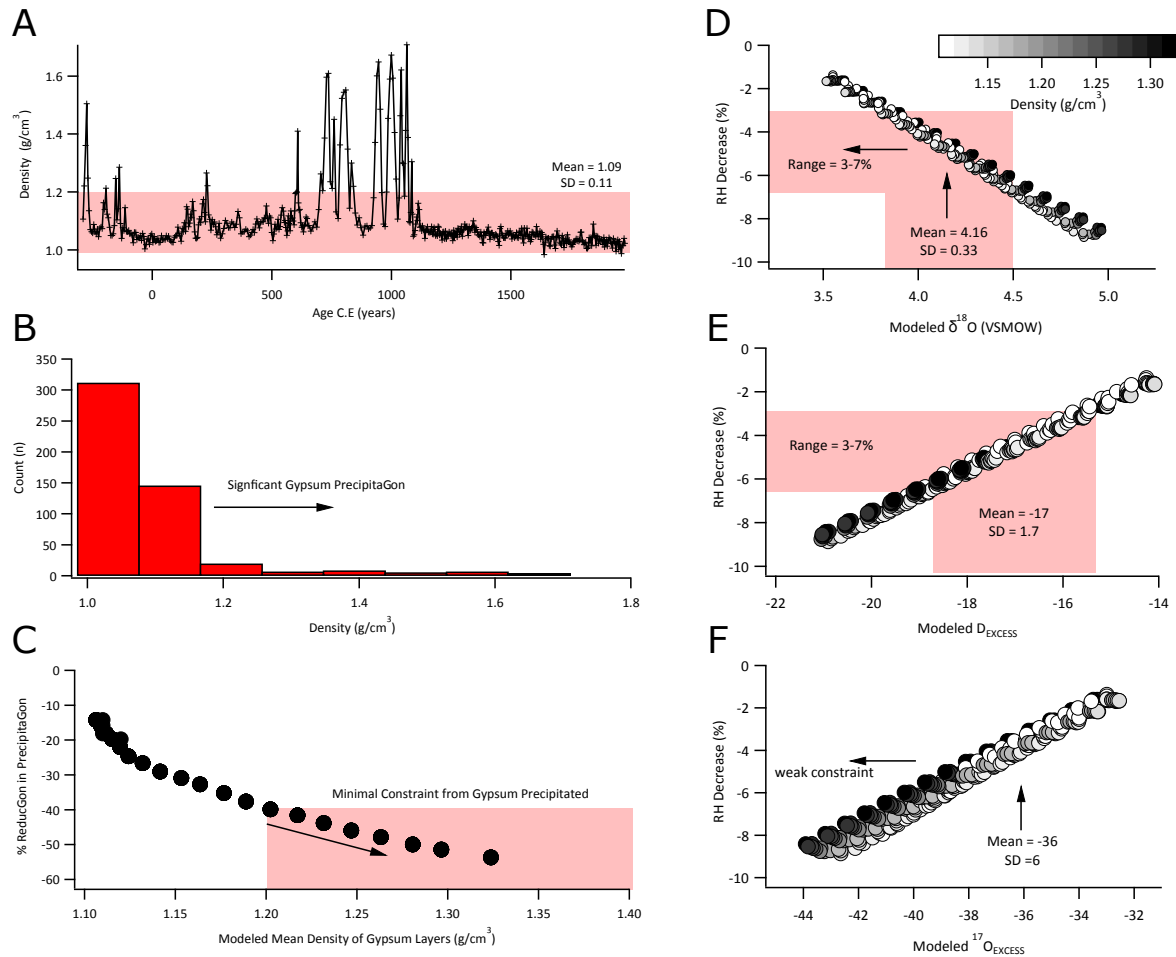 A
1.6
1.4
1.2
1.0
Density (g/cm3)
Mean = 1.09
SD = 0.11
0
500
1000
1500
Age C.E (years)
B
350
300
250
200
150
100
50
0
Count (n)
Signficant Gypsum PrecipitaGon
1.0
1.2
1.4
1.6
1.8
Density (g/cm3)
C
0
-10
-20
-30
-40
-50
-60
% ReducGon in PrecipitaGon
Minimal Constraint from Gypsum Precipitated
1.10
1.15
1.20
1.25
1.30
1.35
1.40
Modeled Mean Density of Gypsum Layers (g/cm3)
D
1.15
1.20
1.25
1.30
Density (g/cm3)
0
-2
-4
-6
-8
-10
RH Decrease (%)
Range = 3-7%
Mean = 4.16
SD = 0.33
3.5
4.0
4.5
5.0
Modeled δ18O (VSMOW)
E
0
-2
-4
-6
-8
-10
RH Decrease (%)
Range = 3-7%
Mean = -17
SD = 1.7
-22
-20
-18
-16
-14
Modeled DEXCESS
F
0
-2
-4
-6
-8
-10
RH Decrease (%)
weak constraint
Mean = -36
SD =6
-44
-42
-40
-38
-36
-34
-32
Modeled 17OEXCESS